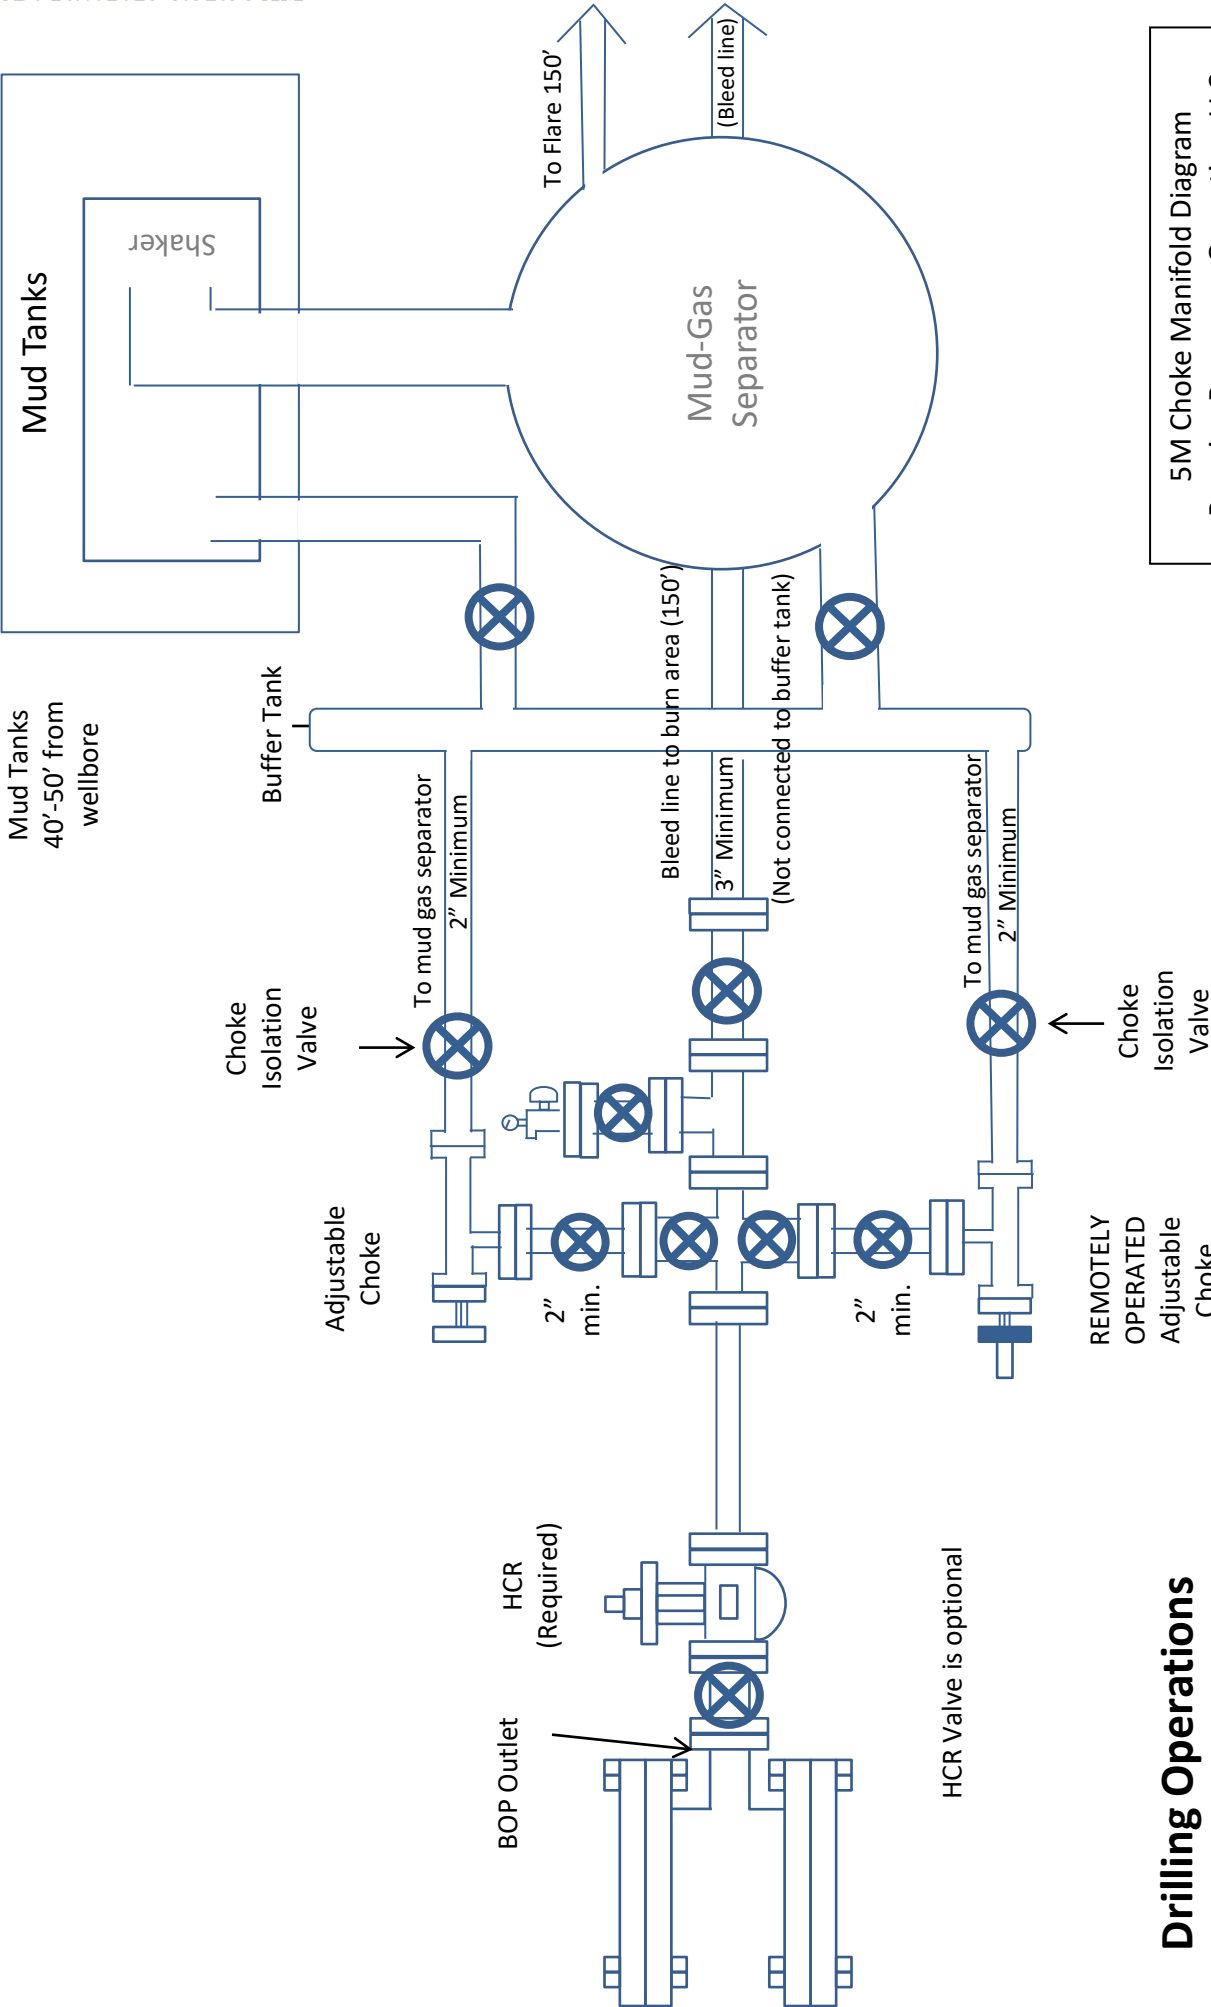 Mud Tanks
Shaker
To Flare 150’
(Bleed line)
Mud-Gas
Separator
Mud Tanks
40’-50’ from
wellbore
Buffer Tank
To mud gas separator
2” Minimum
Bleed line to burn area (150’)
3” Minimum
(Not connected to buffer tank)
To mud gas separator
2” Minimum
Choke
Isolation
Valve
Choke
Isolation
Valve
Adjustable
Choke
2”
min.
2”
min.
REMOTELY
OPERATED
Adjustable
Choke
HCR
(Required)
BOP Outlet
HCR Valve is optional
Drilling Operations
5M Choke Manifold Diagram